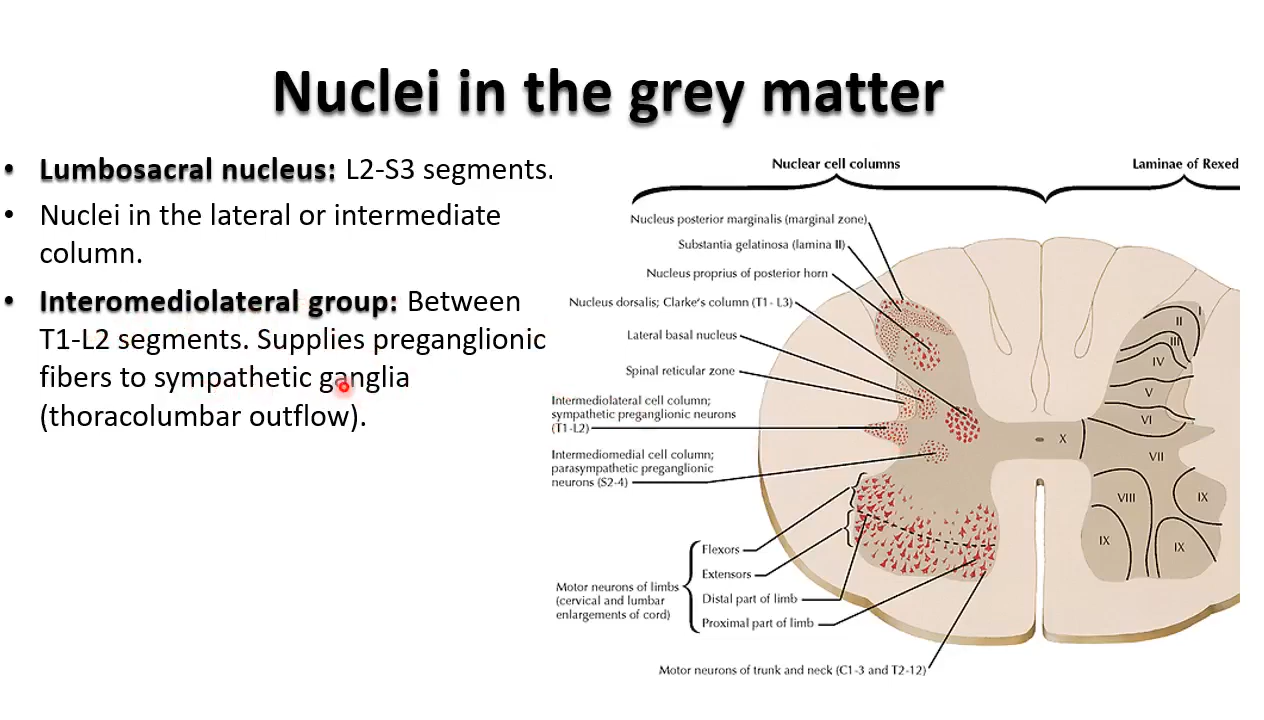 Nuclei in the grey matter
• Lumbosacral nucleus: L2-S3 segments.
• Nuclei in the lateral or intermediate
column.
• Interomediolateral group: Between
T1-L2 segments. Supplies preganglionic
fibers to sympathetic ganglia
(thoracolumbar outflow).
Nuclear cell columns
Laminae of Rexed
Nucleus posterior marginalis (marginal zone)
Substantia gelatinosa (lamina II)
Nucleus proprius of posterior horn
Nucleus dorsalis; Clarke's column (T1- L3)
Lateral basal nucleus
Spinal reticular zone
Intermediolateral cell column;
sympathetic preganglionic neurons
(T1-L2)
Intermediomedial cell column;
parasympathetic preganglionic
neurons (S2-4)
Flexors
Extensors
Motor neurons of limbs
(cervical and lumbar
enlargements of cord)
Distal part of limb
Proximal part of limb
Motor neurons of trunk and neck (C1-3 and T2-12)
I
II
III
IV
V
VI
X
VII
VIII
IX
IX
IX